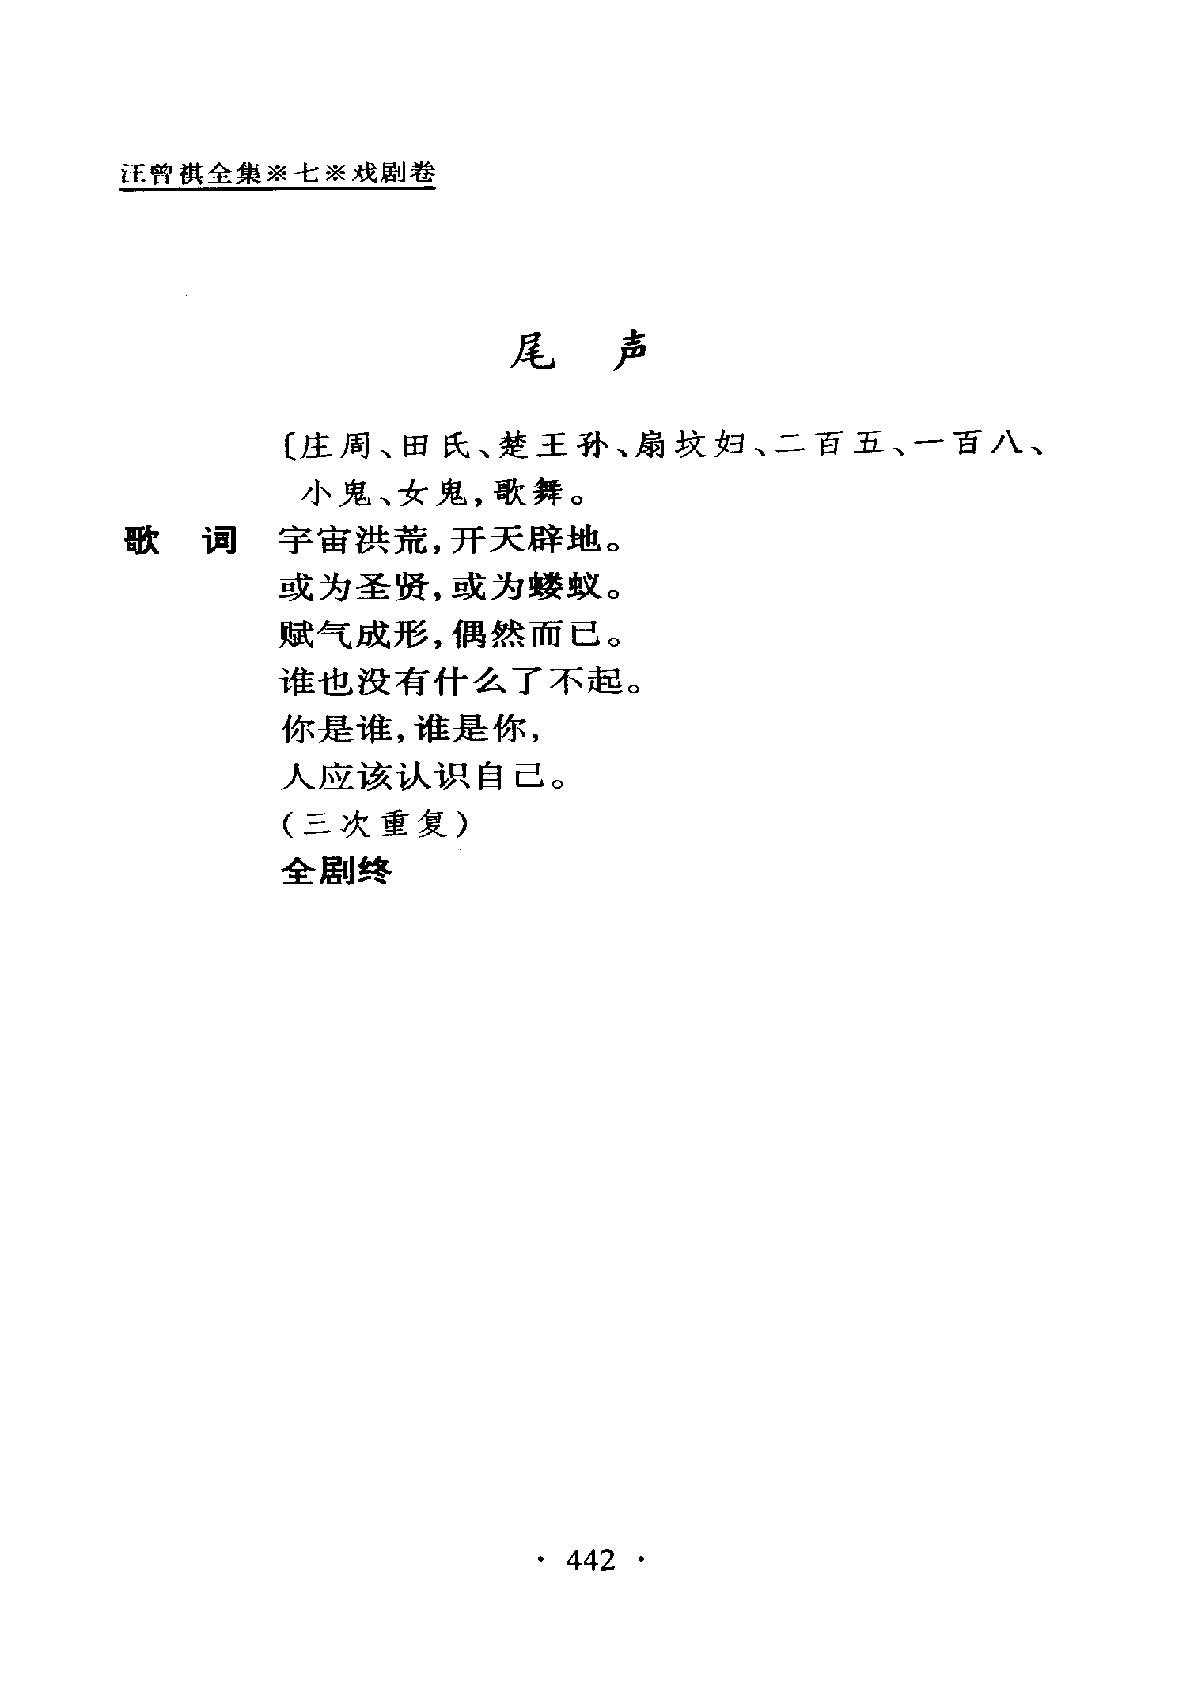 汪曾祺全集※七※戏剧卷
尾 声
〔庄周、田氏、楚王孙、扇坟妇、二百五、一百八、
小鬼、女鬼,歌舞。
歌 词 宇宙洪荒,开天辟地。
或为圣贤,或为蝼蚁。
赋气成形,偶然而已。
谁也没有什么了不起。
你是谁,谁是你,
人应该认识自己。
(三次重复)
全剧终
· 442 ·